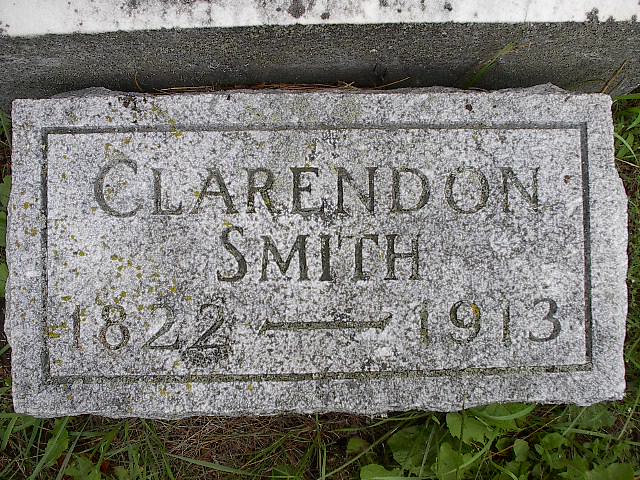 CLARENDON
SMITH
1822 — 1913